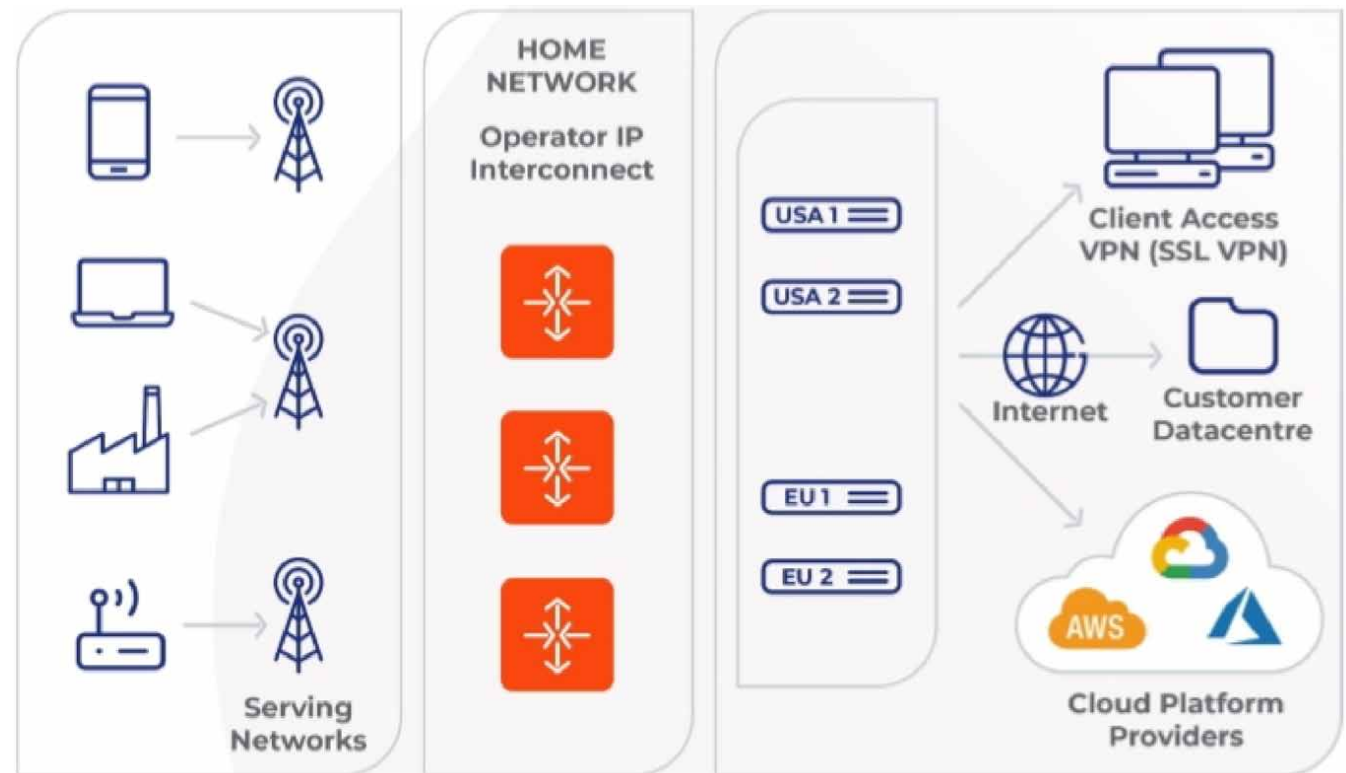 HOME
NETWORK
Operator IP
Interconnect
Serving
Networks
USA 1
USA 2
EU 1
EU 2
Client Access
VPN (SSL VPN)
Internet
Customer
Datacentre
AWS
Cloud Platform
Providers